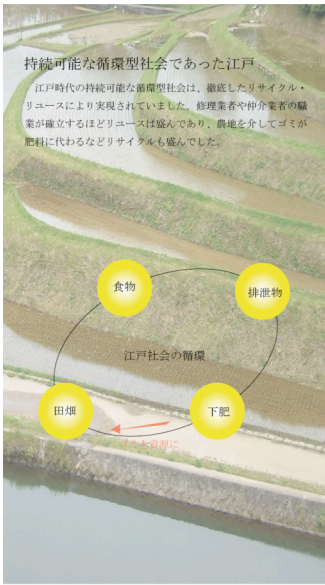 持続可能な循環型社会であった江戸
江戸時代の持続可能な循環型社会は、徹底したリサイクル・
リユースにより実現されていました。修理業者や仲介業者の職
業が確立するほどリユースは盛んであり、農地を介してゴミが
肥料に代わるなどリサイクルも盛んでした。
食物
排泄物
江戸社会の循環
田畑
下肥
資源に